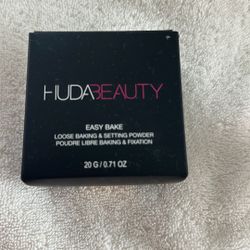 HUDABEAUTY
EASY BAKE
LOOSE BAKING & SETTING POWDER
POUDRE LIBRE BAKING & FIXATION
20 G / 0.71 OZ